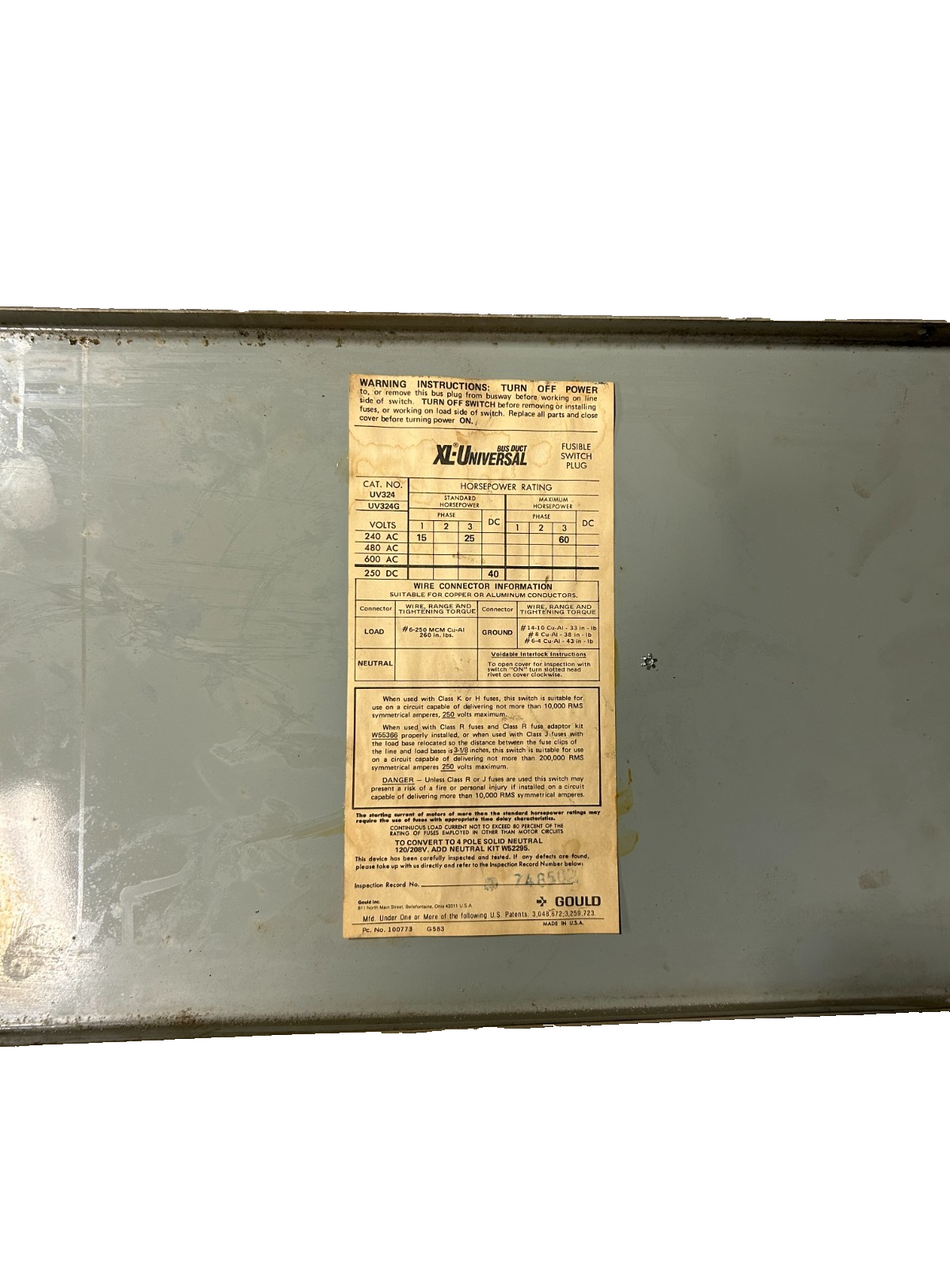 WARNING INSTRUCTIONS: TURN OFF POWER
to, or remove this bus plug from busway before working on line
side of switch. TURN OFF SWITCH before removing or installing
fuses, or working on load side of switch. Replace all parts and close
cover before turning power ON.
XL-UNIVERSAL® BUS DUCT
FUSIBLE
SWITCH
PLUG
CAT. NO.
UV324
UV324G
HORSEPOWER RATING
STANDARD
HORSEPOWER
MAXIMUM
HORSEPOWER
PHASE DC PHASE DC
VOLTS 1 2 3 1 2 3
240 AC 15 25 60
480 AC
600 AC
250 DC 40
WIRE CONNECTOR INFORMATION
SUITABLE FOR COPPER OR ALUMINUM CONDUCTORS.
Connector
WIRE, RANGE AND
TIGHTENING TORQUE
Connector
WIRE, RANGE AND
TIGHTENING TORQUE
LOAD
#6-250 MCM Cu-Al
260 in. lbs.
GROUND
#14-10 Cu-Al - 33 in - lb
#8 Cu-Al - 38 in - lb
#6-4 Cu-Al - 43 in - lb
NEUTRAL
Voidable Interlock Instructions
To open cover for inspection with
switch "ON" turn slotted head
rivet on cover clockwise.
When used with Class K or H fuses, this switch is suitable for
use on a circuit capable of delivering not more than 10,000 RMS
symmetrical amperes, 250 volts maximum.
When used with Class R fuses and Class R fuse adaptor kit
W55366 properly installed, or when used with Class J fuses with
the load base relocated so the distance between the fuse clips of
the line and load bases is 3-1/8 inches, this switch is suitable for use
on a circuit capable of delivering not more than 200,000 RMS
symmetrical amperes 250 volts maximum.
DANGER — Unless Class R or J fuses are used this switch may
present a risk of a fire or personal injury if installed on a circuit
capable of delivering more than 10,000 RMS symmetrical amperes.
The starting current of motors of more than the standard horsepower ratings may
require the use of fuses with appropriate time delay characteristics.
CONTINUOUS LOAD CURRENT NOT TO EXCEED 80 PERCENT OF THE
RATING OF FUSES EMPLOYED IN OTHER THAN MOTOR CIRCUITS
TO CONVERT TO 4 POLE SOLID NEUTRAL
120/208V. ADD NEUTRAL KIT W52295.
This device has been carefully inspected and tested. If any defects are found,
please take up with us directly and refer to the Inspection Record Number below:
Inspection Record No.
Gould Inc.
811 North Main Street, Bellefontaine, Ohio 43311 U.S.A.
GOULD
Mfd. Under One or More of the following U.S. Patents: 3,048,672;3,259,723.
Pc. No. 100773 G583
MADE IN U.S.A.